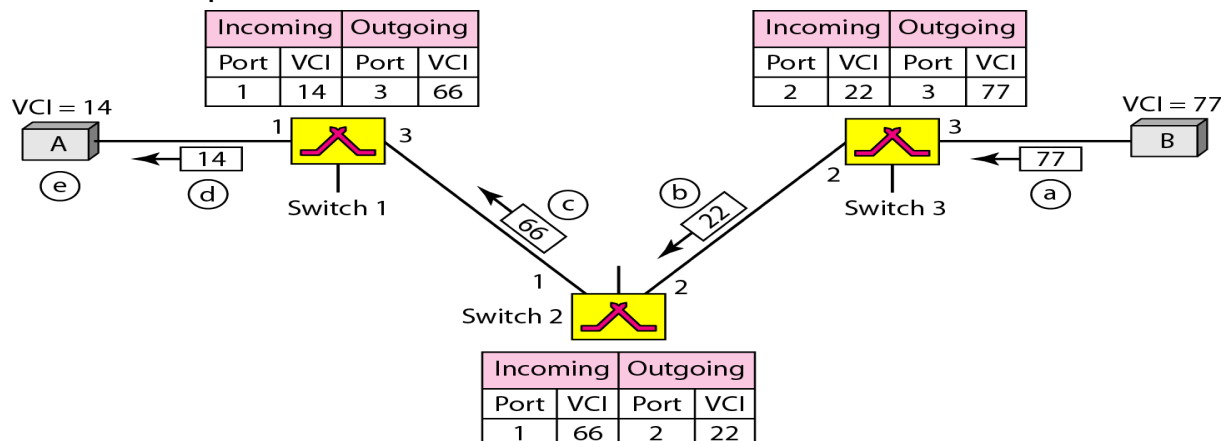 Incoming Outgoing
Port VCI Port VCI
1 14 3 66
Incoming Outgoing
Port VCI Port VCI
2 22 3 77
VCI = 14
VCI = 77
A
1
3
3
B
14
2
77
e
d
Switch 1
c
b
Switch 3
a
66
22
1
2
Switch 2
Incoming Outgoing
Port VCI Port VCI
1 66 2 22